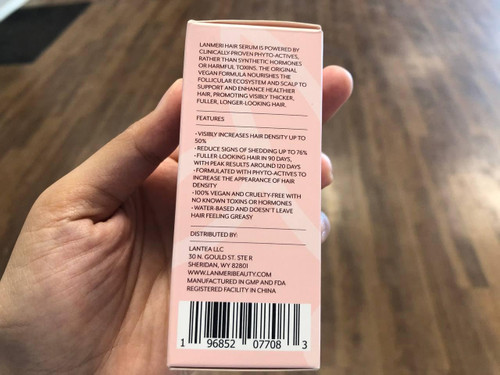 LANMERI HAIR SERUM IS POWERED BY
CLINICALLY-PROVEN PHYTO-ACTIVES,
RATHER THAN SYNTHETIC HORMONES
OR HARMFUL TOXINS. THE ORIGINAL
VEGAN FORMULA NOURISHES THE
FOLLICULAR ECOSYSTEM AND SCALP TO
SUPPORT AND ENHANCE HEALTHIER
HAIR, PROMOTING VISIBLY THICKER,
FULLER, LONGER-LOOKING HAIR.
FEATURES
• VISIBLY INCREASES HAIR DENSITY UP TO
50%
• REDUCE SIGNS OF SHEDDING UP TO 76%
• FULLER-LOOKING HAIR IN 90 DAYS,
WITH PEAK RESULTS AROUND 120 DAYS
• FORMULATED WITH PHYTO-ACTIVES TO
INCREASE THE APPEARANCE OF HAIR
DENSITY
• 100% VEGAN AND CRUELTY-FREE WITH
NO KNOWN TOXINS OR HORMONES
• WATER-BASED AND DOESN'T LEAVE
HAIR FEELING GREASY
DISTRIBUTED BY:
LANTEA LLC
30 N. GOULD ST. STE R
SHERIDAN, WY 82801
WWW.LANMERIBEAUTY.COM
MANUFACTURED IN GMP AND FDA
REGISTERED FACILITY IN CHINA
1 96852 07708 3